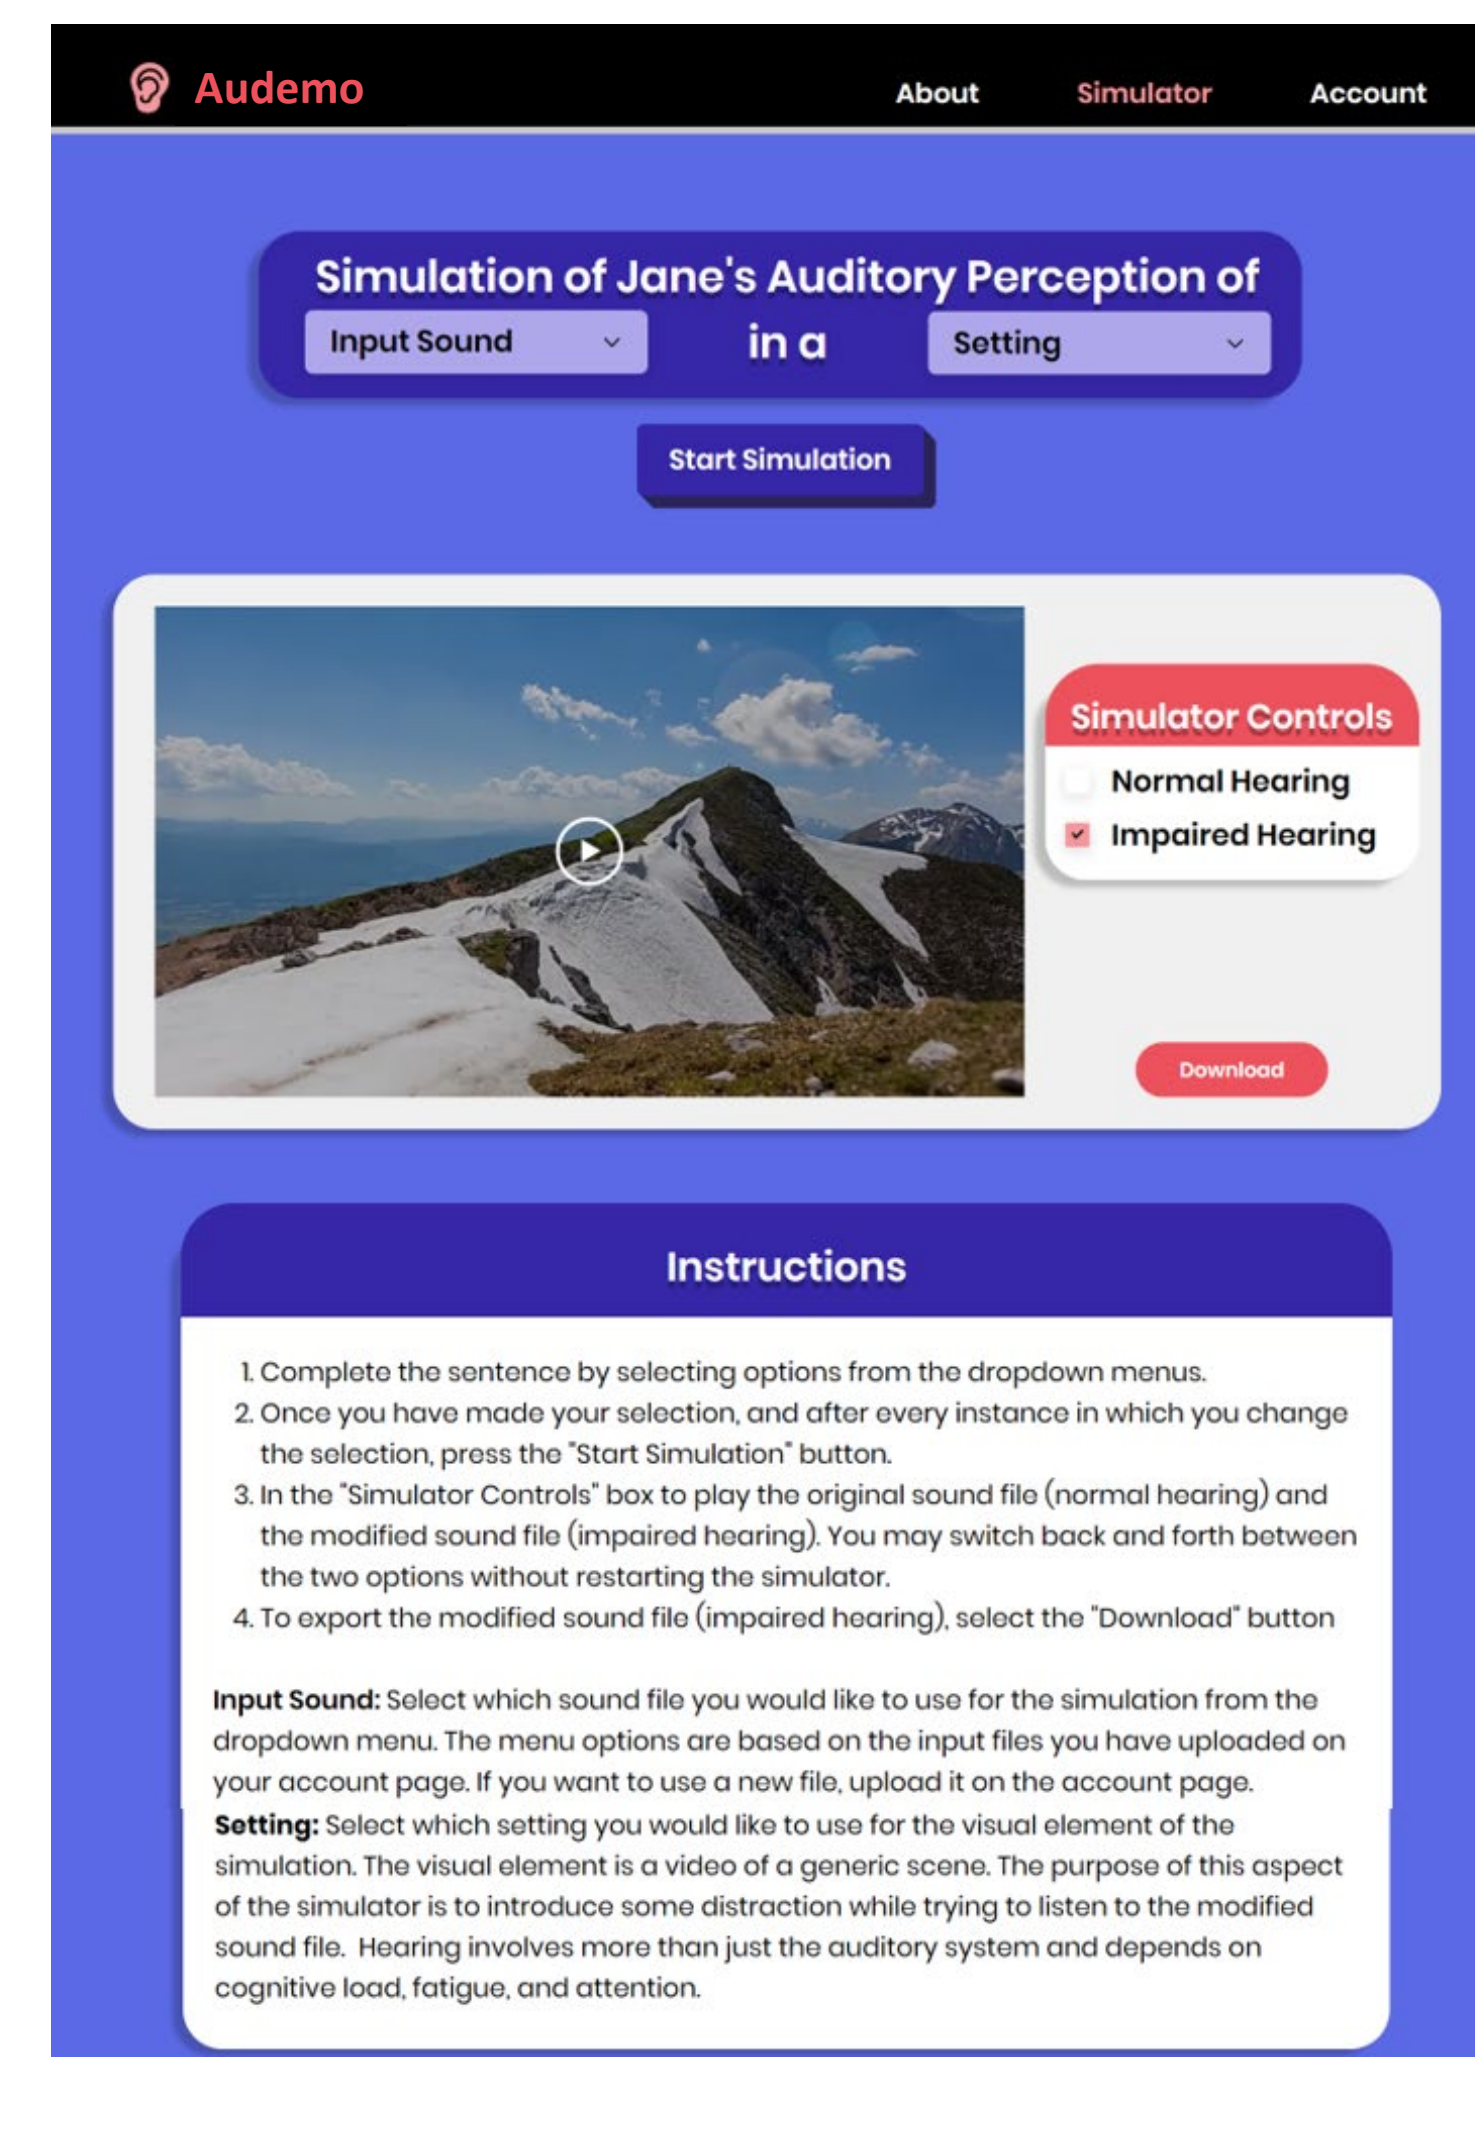 Audemo
About Simulator Account
Simulation of Jane's Auditory Perception of
Input Sound in a Setting
Start Simulation
Simulator Controls
Normal Hearing
Impaired Hearing
Download
Instructions
1. Complete the sentence by selecting options from the dropdown menus.
2. Once you have made your selection, and after every instance in which you change
the selection, press the "Start Simulation" button.
3. In the "Simulator Controls" box to play the original sound file (normal hearing) and
the modified sound file (impaired hearing). You may switch back and forth between
the two options without restarting the simulator.
4. To export the modified sound file (impaired hearing), select the "Download" button
Input Sound: Select which sound file you would like to use for the simulation from the
dropdown menu. The menu options are based on the input files you have uploaded on
your account page. If you want to use a new file, upload it on the account page.
Setting: Select which setting you would like to use for the visual element of the
simulation. The visual element is a video of a generic scene. The purpose of this aspect
of the simulator is to introduce some distraction while trying to listen to the modified
sound file. Hearing involves more than just the auditory system and depends on
cognitive load, fatigue, and attention.